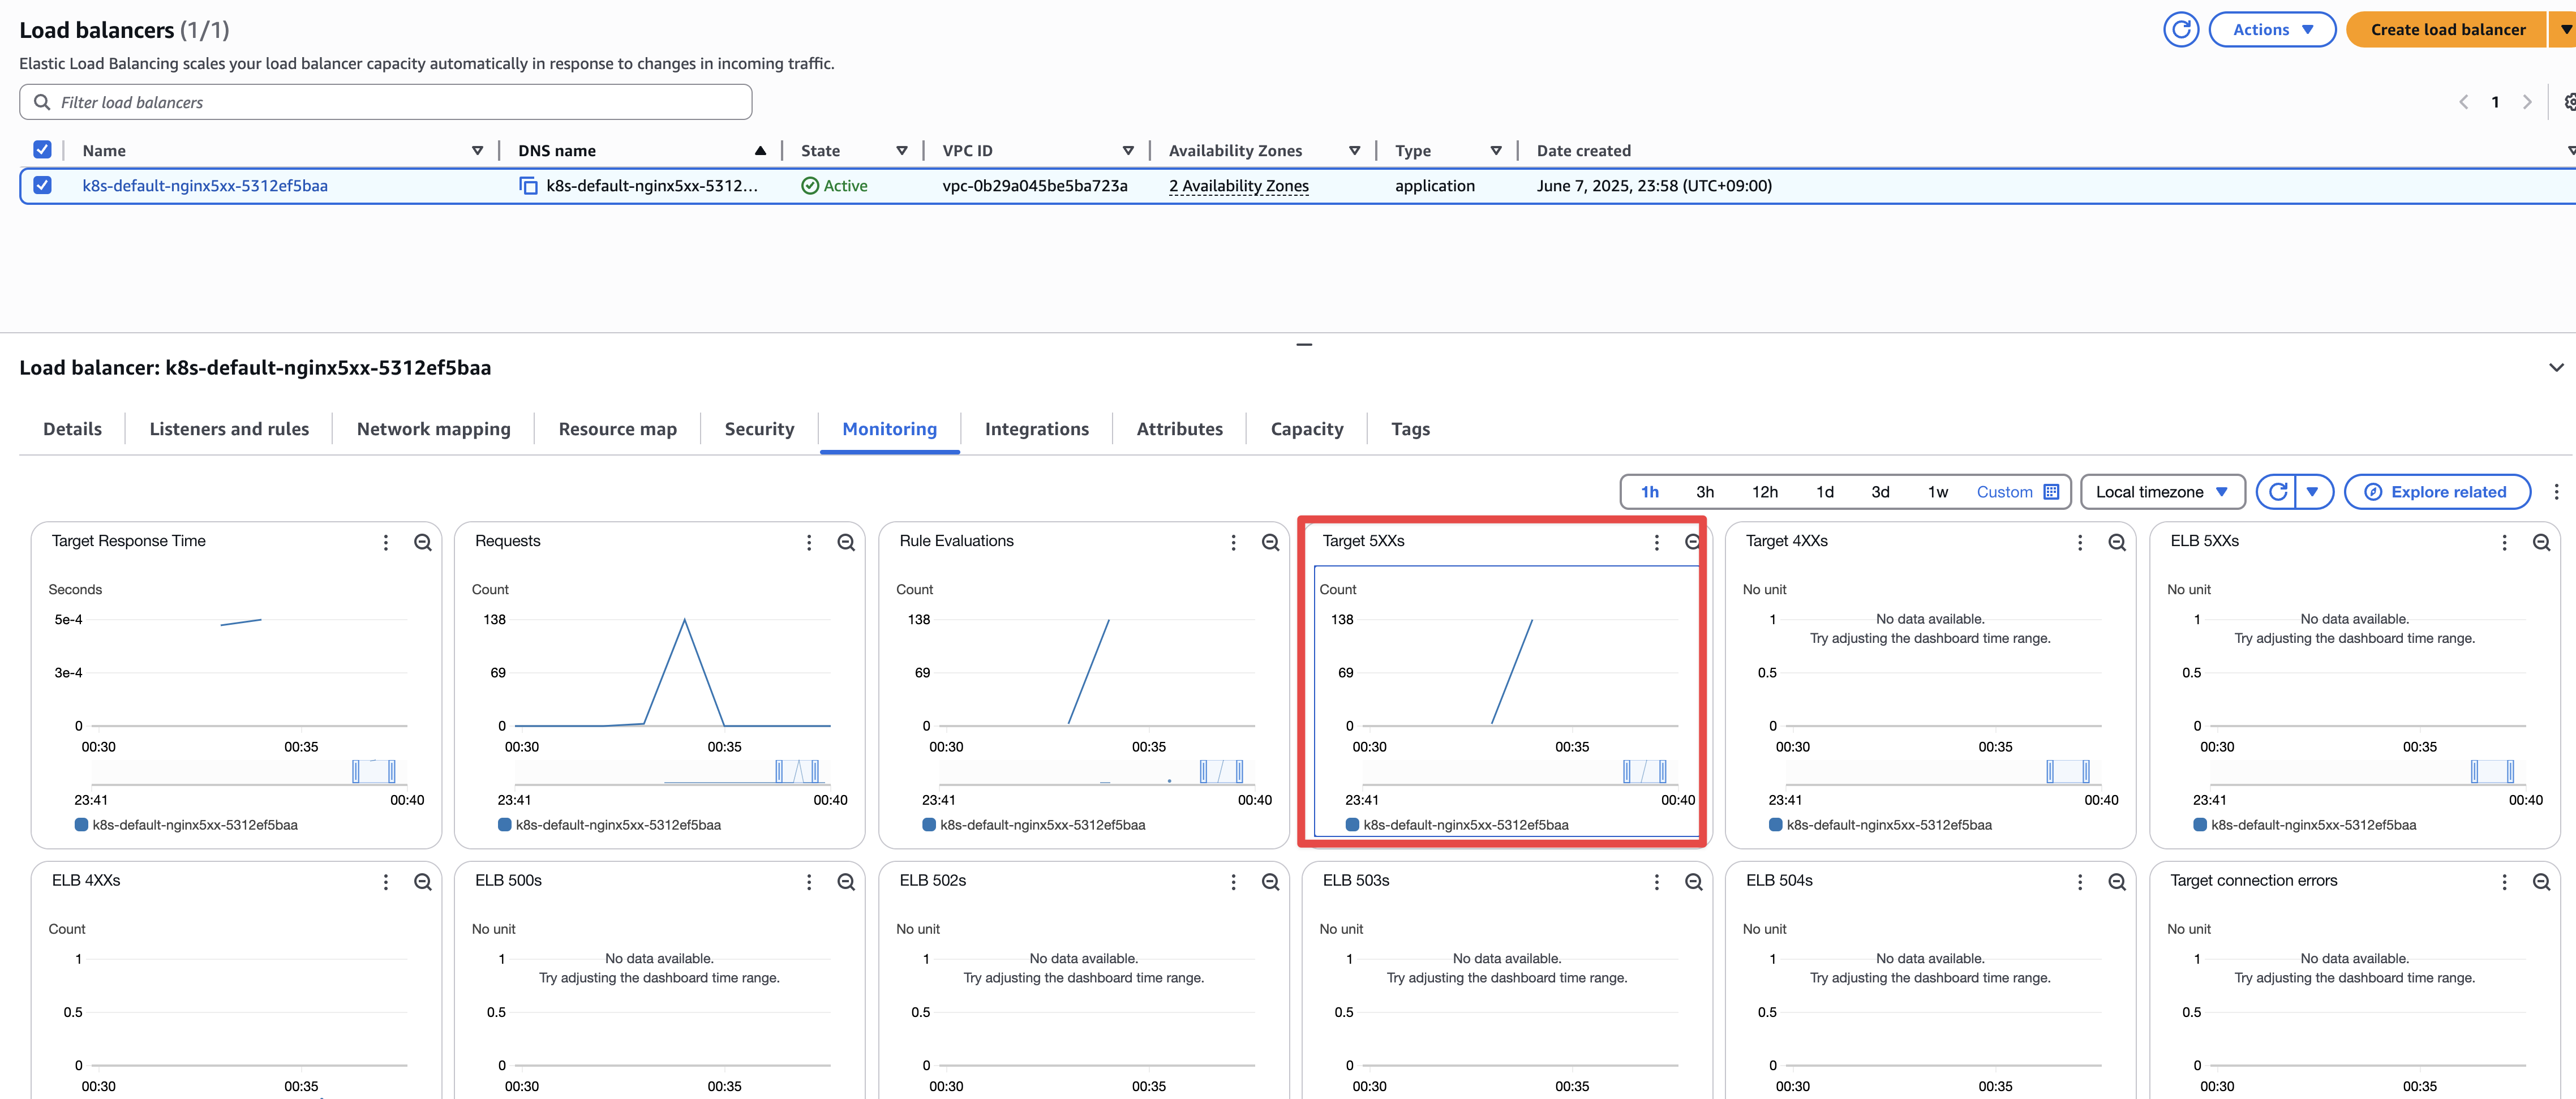 Load balancers (1/1)
Actions
Create load balancer
Elastic Load Balancing scales your load balancer capacity automatically in response to changes in incoming traffic.
Filter load balancers
1
Name DNS name State VPC ID Availability Zones Type Date created
k8s-default-nginx5xx-5312ef5baa k8s-default-nginx5xx-5312... Active vpc-0b29a045be5ba723a 2 Availability Zones application June 7, 2025, 23:58 (UTC+09:00)
Load balancer: k8s-default-nginx5xx-5312ef5baa
Details Listeners and rules Network mapping Resource map Security Monitoring Integrations Attributes Capacity Tags
1h 3h 12h 1d 3d 1w Custom Local timezone Explore related
Target Response Time
Seconds
5e-4
3e-4
0
00:30 00:35
23:41 00:40
k8s-default-nginx5xx-5312ef5baa
Requests
Count
138
69
0
00:30 00:35
23:41 00:40
k8s-default-nginx5xx-5312ef5baa
Rule Evaluations
Count
138
69
0
00:30 00:35
23:41 00:40
k8s-default-nginx5xx-5312ef5baa
Target 5XXs
Count
138
69
0
00:30 00:35
23:41 00:40
k8s-default-nginx5xx-5312ef5baa
Target 4XXs
No unit
1
No data available.
Try adjusting the dashboard time range.
0.5
0
00:30 00:35
23:41 00:40
k8s-default-nginx5xx-5312ef5baa
ELB 5XXs
No unit
1
No data available.
Try adjusting the dashboard time range.
0.5
0
00:30 00:35
23:41 00:40
k8s-default-nginx5xx-5312ef5baa
ELB 4XXs
Count
1
0.5
0
00:30 00:35
ELB 500s
No unit
1
No data available.
Try adjusting the dashboard time range.
0.5
0
00:30 00:35
ELB 502s
No unit
1
No data available.
Try adjusting the dashboard time range.
0.5
0
00:30 00:35
ELB 503s
No unit
1
No data available.
Try adjusting the dashboard time range.
0.5
0
00:30 00:35
ELB 504s
No unit
1
No data available.
Try adjusting the dashboard time range.
0.5
0
00:30 00:35
Target connection errors
No unit
1
No data available.
Try adjusting the dashboard time range.
0.5
0
00:30 00:35